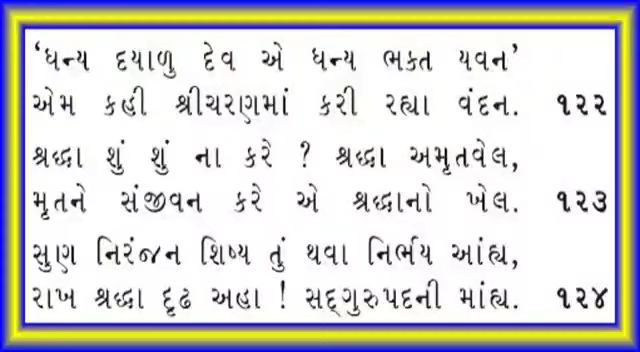 ‘ધન્ય દયાળુ દેવ એ ધન્ય ભક્ત યવન’
એમ કહી શ્રીચરણમાં કરી રહ્યા વંદન. ૧૨૨
શ્રદ્ધા શું શું ના કરે ? શ્રદ્ધા અમૃતવેલ,
મૃતને સંજીવન કરે એ શ્રદ્ધાનો ખેલ. ૧૨૩
સુણ નિરંજન શિષ્ય તું થવા નિર્ભય આંહ્ય,
રાખ શ્રદ્ધા દૃઢ અહા ! સદ્‌ગુરુપદની માંહ્ય. ૧૨૪